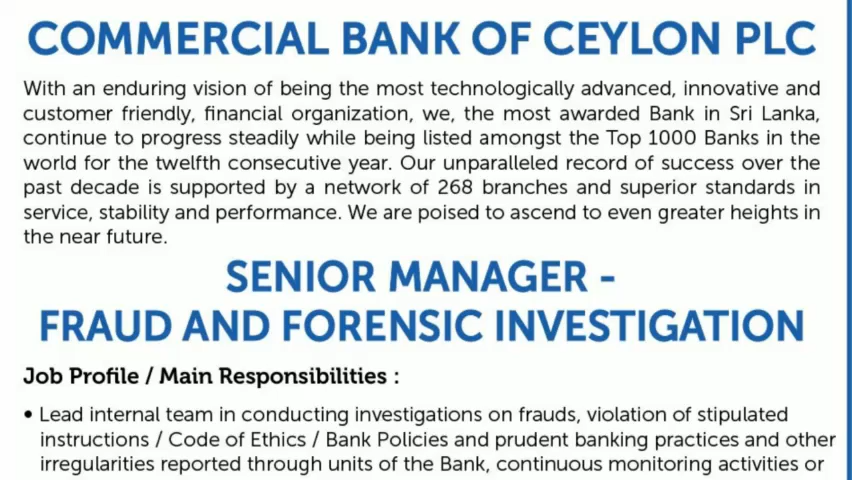 COMMERCIAL BANK OF CEYLON PLC
With an enduring vision of being the most technologically advanced, innovative and
customer friendly, financial organization, we, the most awarded Bank in Sri Lanka,
continue to progress steadily while being listed amongst the Top 1000 Banks in the
world for the twelfth consecutive year. Our unparalleled record of success over the
past decade is supported by a network of 268 branches and superior standards in
service, stability and performance. We are poised to ascend to even greater heights in
the near future.
SENIOR MANAGER -
FRAUD AND FORENSIC INVESTIGATION
Job Profile / Main Responsibilities :
• Lead internal team in conducting investigations on frauds, violation of stipulated
instructions / Code of Ethics / Bank Policies and prudent banking practices and other
irregularities reported through units of the Bank, continuous monitoring activities or